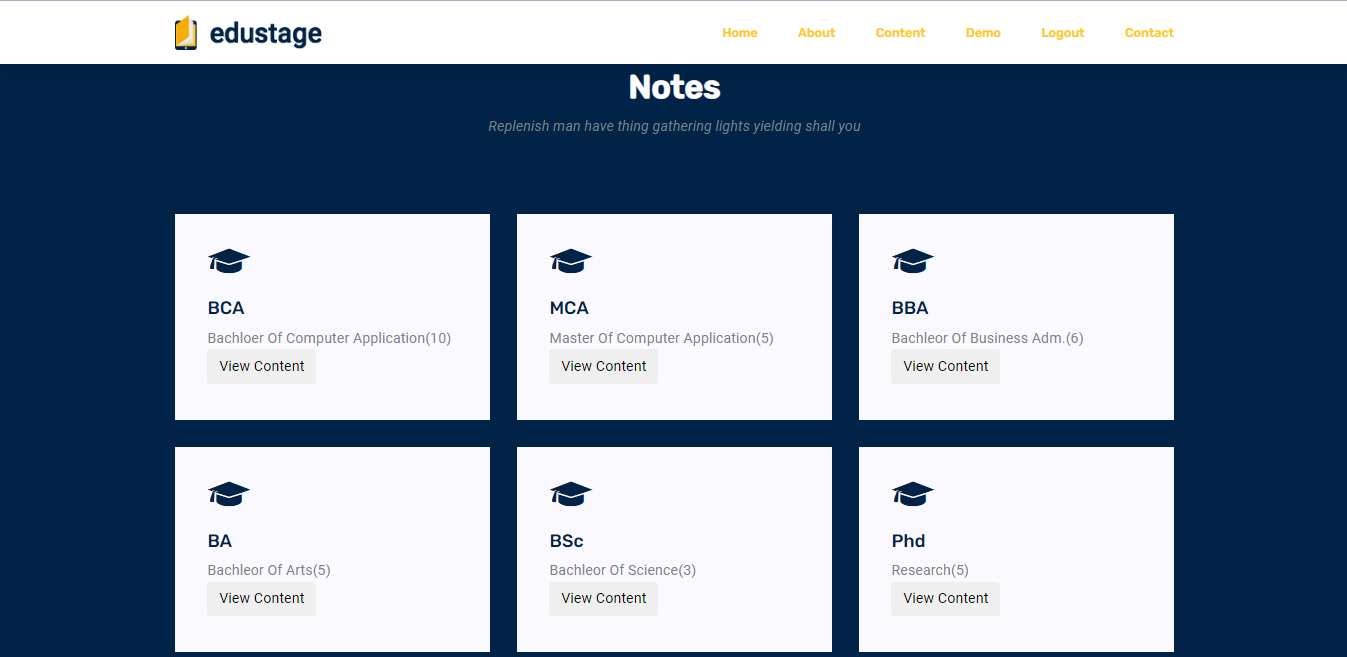 edustage Home About Content Demo Logout Contact
Notes
Replenish man have thing gathering lights yielding shall you
BCA
Bachloer Of Computer Application(10)
View Content
MCA
Master Of Computer Application(5)
View Content
BBA
Bachleor Of Business Adm.(6)
View Content
BA
Bachleor Of Arts(5)
View Content
BSc
Bachleor Of Science(3)
View Content
Phd
Research(5)
View Content